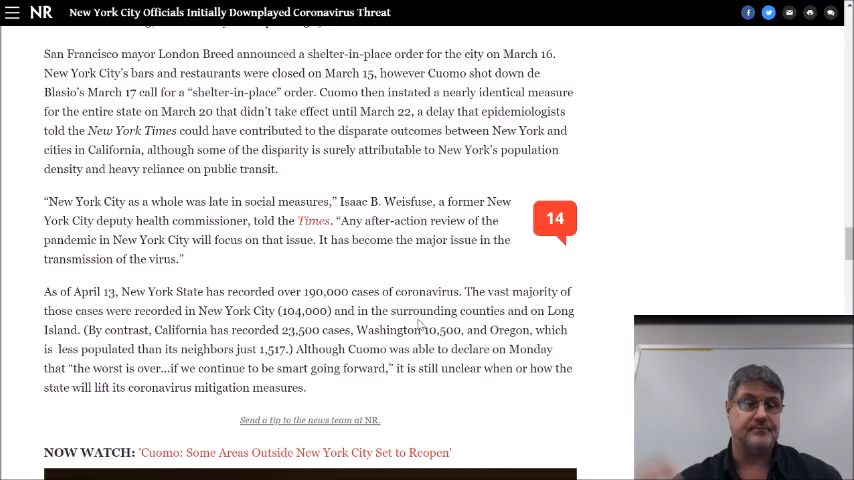 NR New York City Officials Initially Downplayed Coronavirus Threat
San Francisco mayor London Breed announced a shelter-in-place order for the city on March 16.
New York City's bars and restaurants were closed on March 15, however Cuomo shot down de
Blasio's March 17 call for a “shelter-in-place” order. Cuomo then instated a nearly identical measure
for the entire state on March 20 that didn't take effect until March 22, a delay that epidemiologists
told the New York Times could have contributed to the disparate outcomes between New York and
cities in California, although some of the disparity is surely attributable to New York's population
density and heavy reliance on public transit.
“New York City as a whole was late in social measures,” Isaac B. Weisfuse, a former New
York City deputy health commissioner, told the Times. “Any after-action review of the
pandemic in New York City will focus on that issue. It has become the major issue in the
transmission of the virus.”
14
As of April 13, New York State has recorded over 190,000 cases of coronavirus. The vast majority of
those cases were recorded in New York City (104,000) and in the surrounding counties and on Long
Island. (By contrast, California has recorded 23,500 cases, Washington 10,500, and Oregon, which
is less populated than its neighbors just 1,517.) Although Cuomo was able to declare on Monday
that “the worst is over…if we continue to be smart going forward,” it is still unclear when or how the
state will lift its coronavirus mitigation measures.
Send a tip to the news team at NR.
NOW WATCH: 'Cuomo: Some Areas Outside New York City Set to Reopen'